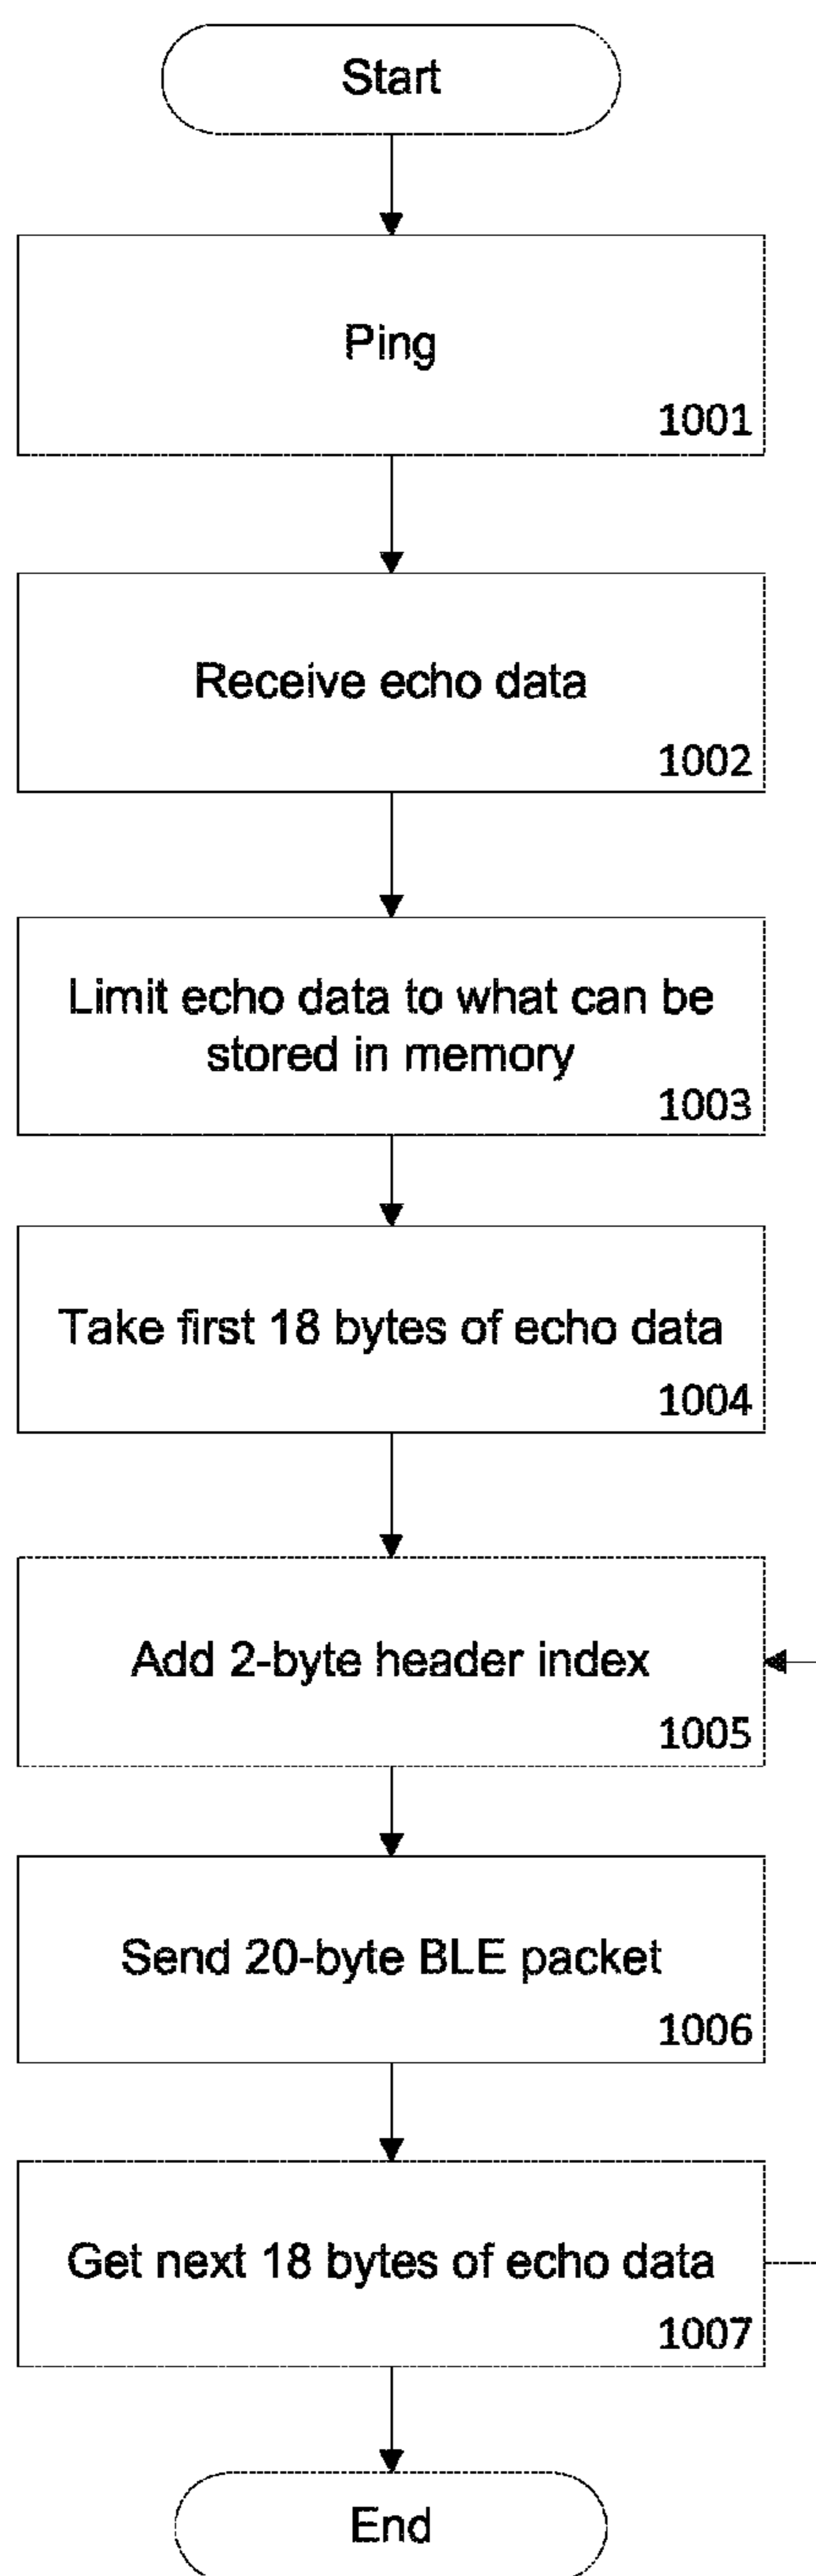 Start
Ping
1001
Receive echo data
1002
Limit echo data to what can be
stored in memory
1003
Take first 18 bytes of echo data
1004
Add 2-byte header index
1005
Send 20-byte BLE packet
1006
Get next 18 bytes of echo data
1007
End